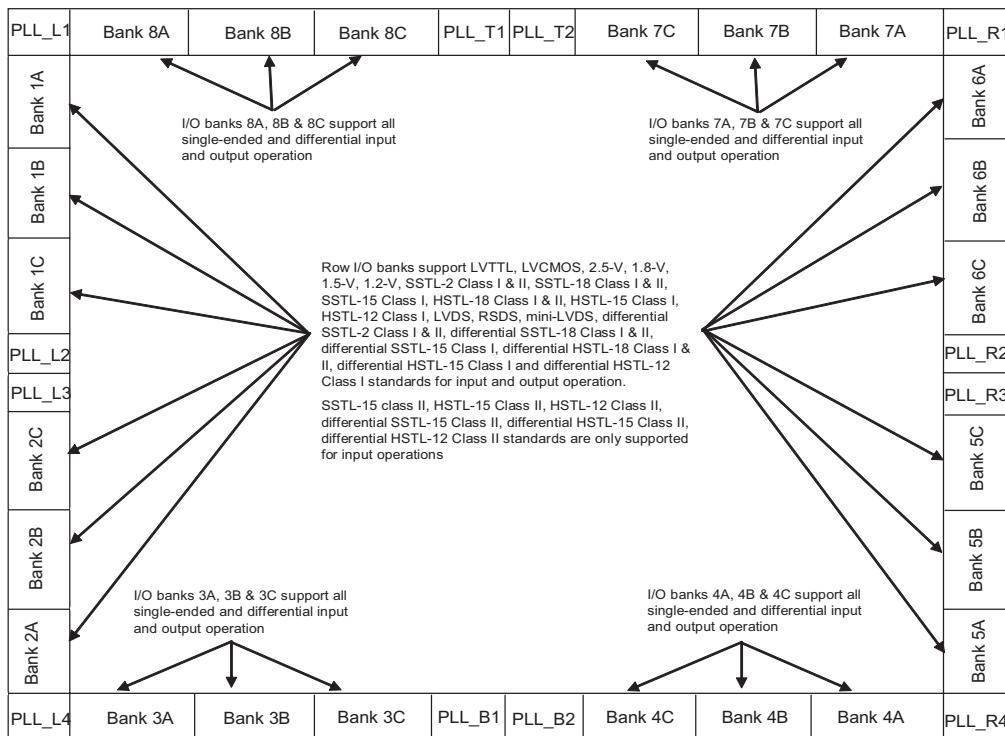 PLL_L1
Bank 8A
Bank 8B
Bank 8C
PLL_T1
PLL_T2
Bank 7C
Bank 7B
Bank 7A
PLL_R1
Bank 1A
Bank 1B
Bank 1C
PLL_L2
PLL_L3
Bank 2C
Bank 2B
Bank 2A
I/O banks 8A, 8B & 8C support all
single-ended and differential input
and output operation
I/O banks 7A, 7B & 7C support all
single-ended and differential input
and output operation
Row I/O banks support LVTTL, LVCMOS, 2.5-V, 1.8-V,
1.5-V, 1.2-V, SSTL-2 Class I & II, SSTL-18 Class I & II,
SSTL-15 Class I, HSTL-18 Class I & II, HSTL-15 Class I,
HSTL-12 Class I, LVDS, RSDS, mini-LVDS, differential
SSTL-2 Class I & II, differential SSTL-18 Class I & II,
differential SSTL-15 Class I, differential HSTL-18 Class I &
II, differential HSTL-15 Class I and differential HSTL-12
Class I standards for input and output operation.
SSTL-15 class II, HSTL-15 Class II, HSTL-12 Class II,
differential SSTL-15 Class II, differential HSTL-15 Class II,
differential HSTL-12 Class II standards are only supported
for input operations
I/O banks 3A, 3B & 3C support all
single-ended and differential input
and output operation
I/O banks 4A, 4B & 4C support all
single-ended and differential input
and output operation
Bank 6A
Bank 6B
Bank 6C
PLL_R2
PLL_R3
Bank 5C
Bank 5B
Bank 5A
PLL_L4
Bank 3A
Bank 3B
Bank 3C
PLL_B1
PLL_B2
Bank 4C
Bank 4B
Bank 4A
PLL_R4